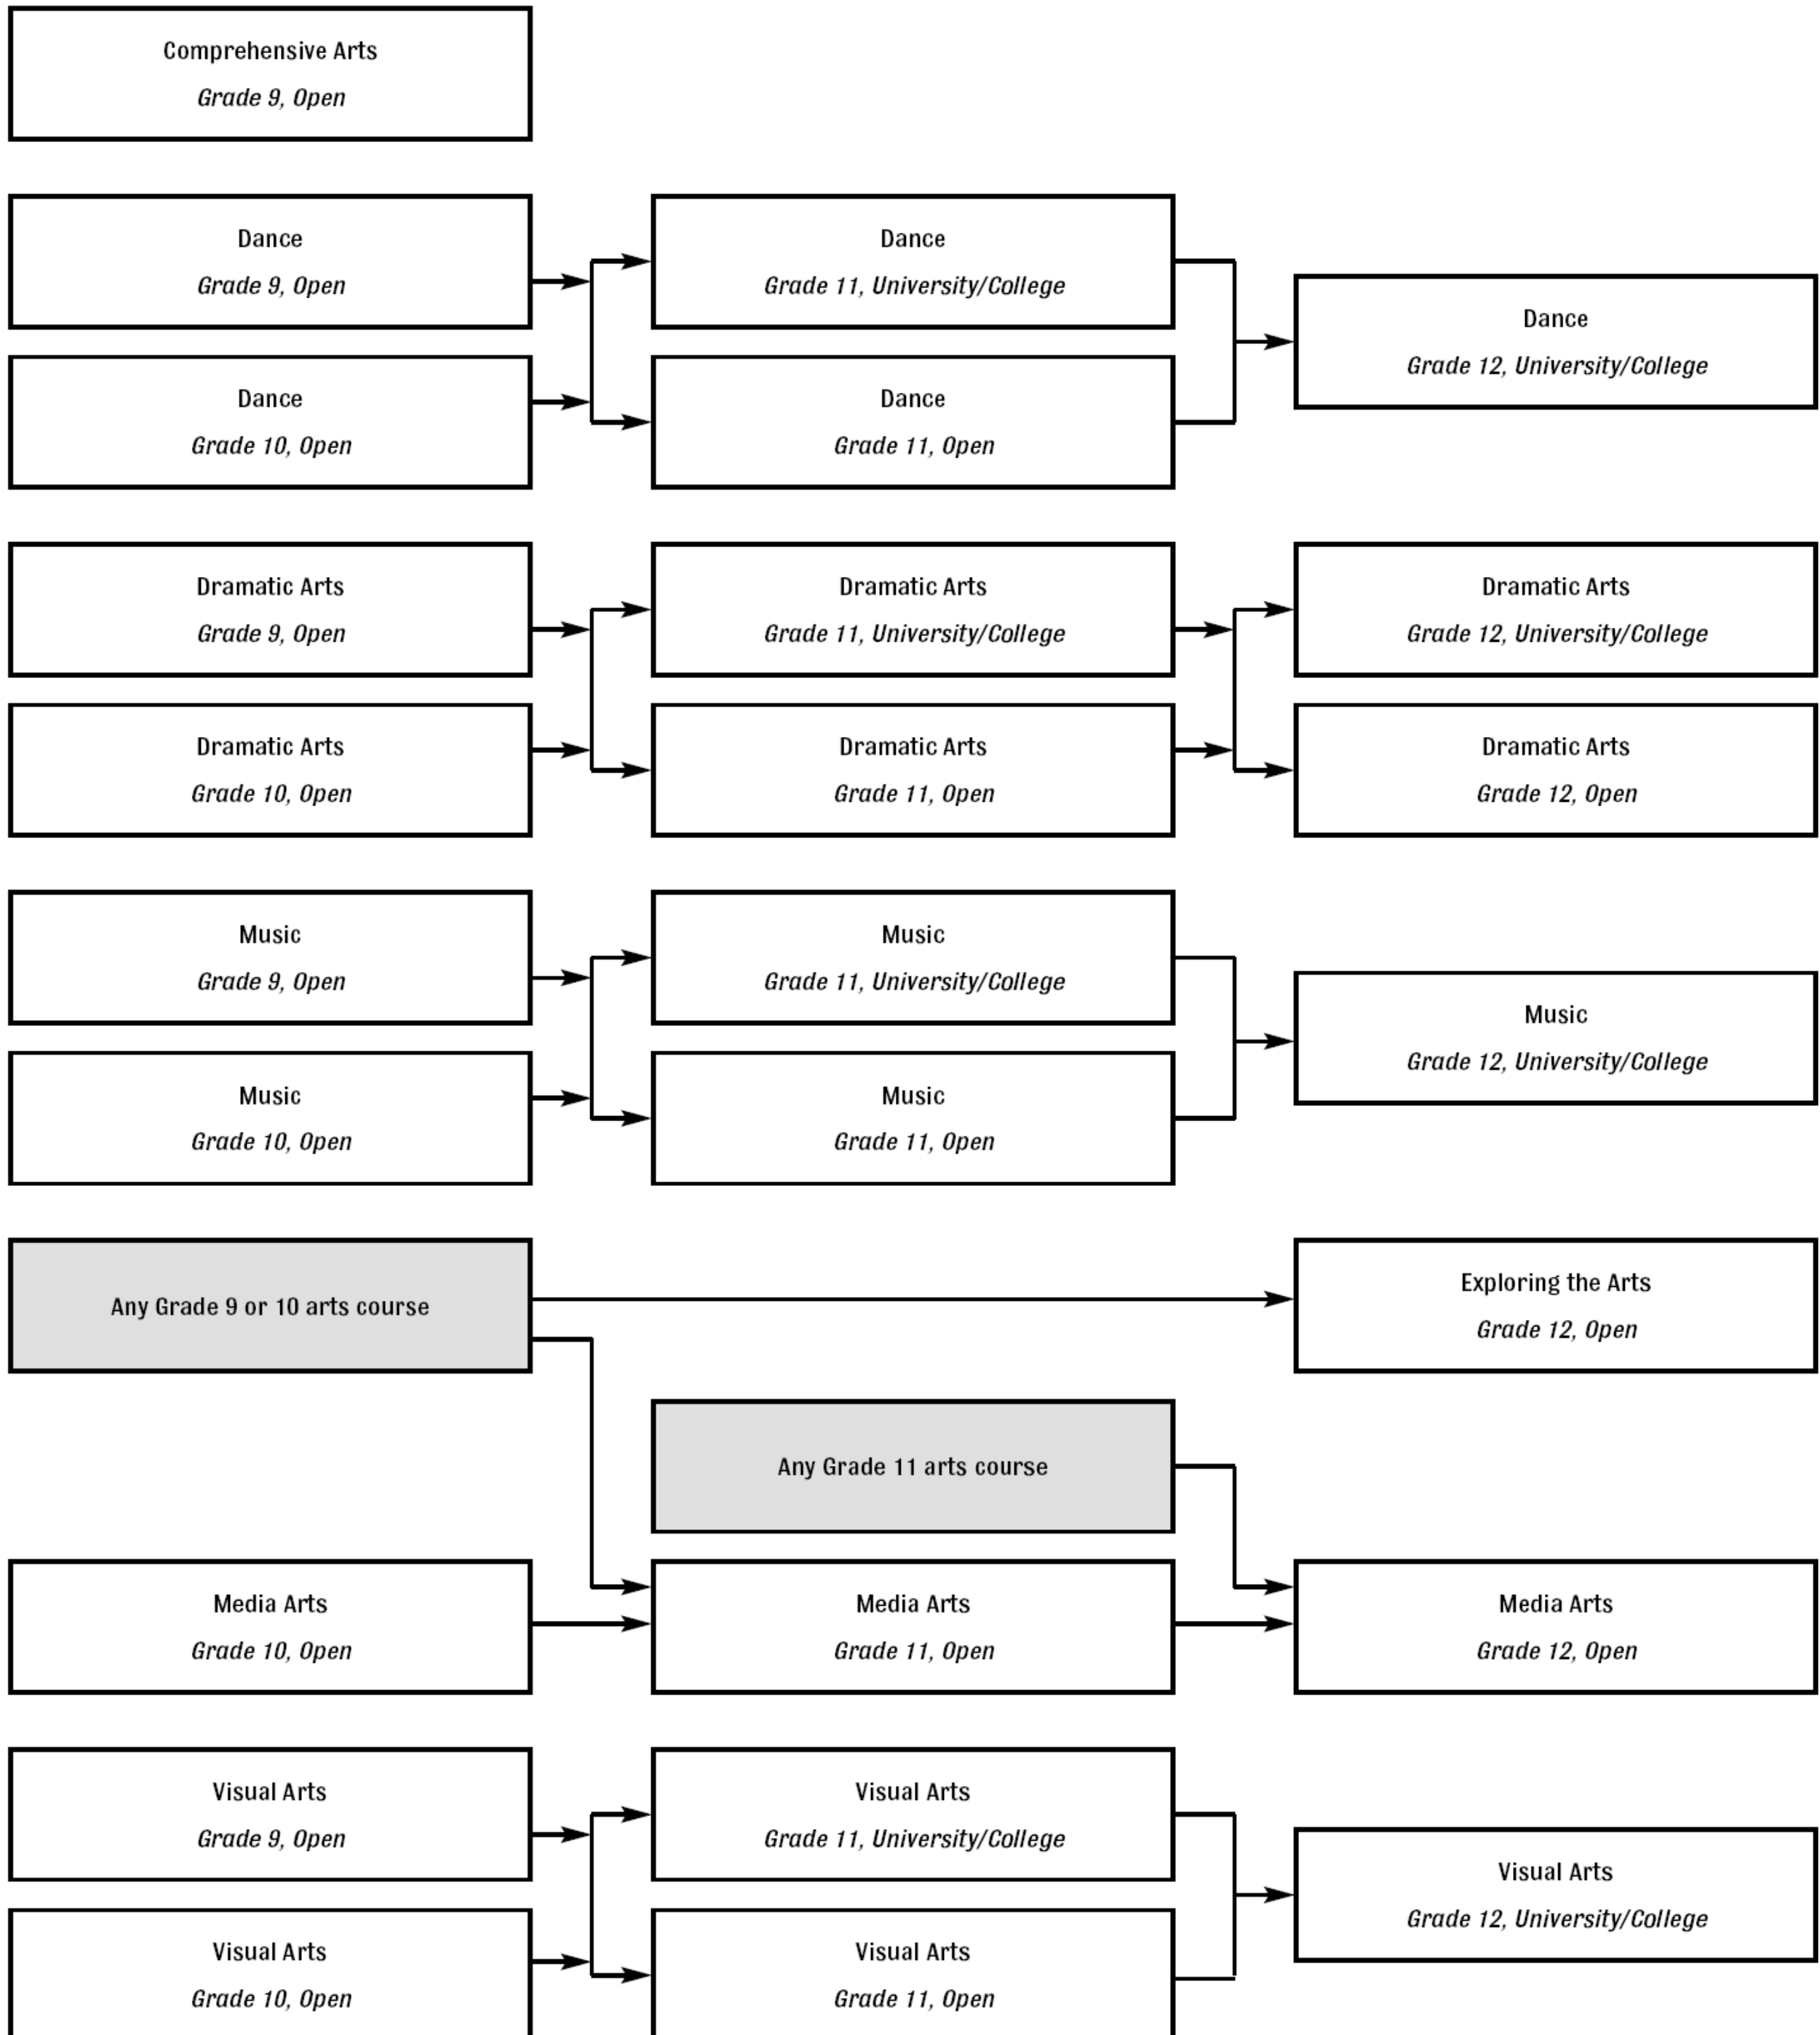 Comprehensive Arts
Grade 9, Open
Dance
Grade 9, Open
Dance
Grade 11, University/College
Dance
Grade 12, University/College
Dance
Grade 10, Open
Dance
Grade 11, Open
Dramatic Arts
Grade 9, Open
Dramatic Arts
Grade 11, University/College
Dramatic Arts
Grade 12, University/College
Dramatic Arts
Grade 10, Open
Dramatic Arts
Grade 11, Open
Dramatic Arts
Grade 12, Open
Music
Grade 9, Open
Music
Grade 11, University/College
Music
Grade 12, University/College
Music
Grade 10, Open
Music
Grade 11, Open
Any Grade 9 or 10 arts course
Exploring the Arts
Grade 12, Open
Any Grade 11 arts course
Media Arts
Grade 10, Open
Media Arts
Grade 11, Open
Media Arts
Grade 12, Open
Visual Arts
Grade 9, Open
Visual Arts
Grade 11, University/College
Visual Arts
Grade 12, University/College
Visual Arts
Grade 10, Open
Visual Arts
Grade 11, Open